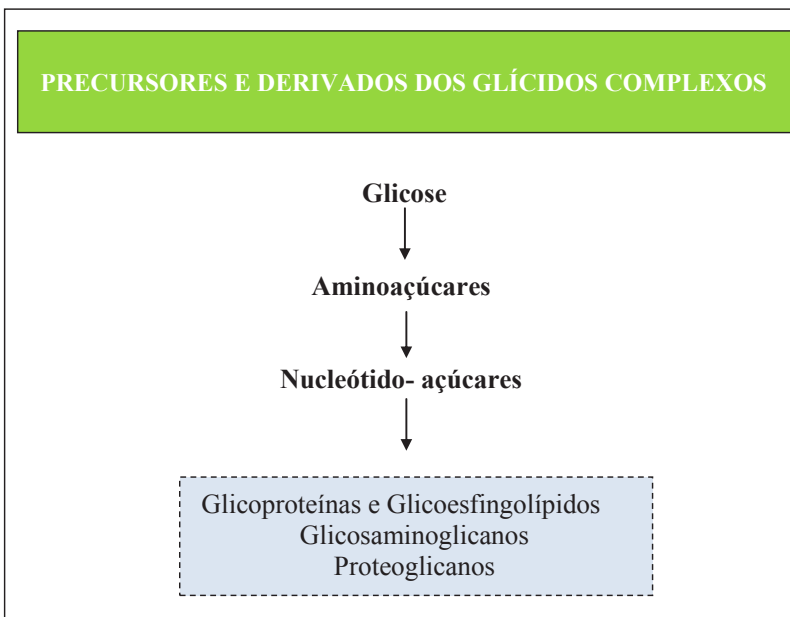 PRECURSORES E DERIVADOS DOS GLÍCIDOS COMPLEXOS
Glicose
Aminoaçúcares
Nucleótido- açúcares
Glicoproteínas e Glicoesfingolípidos
Glicosaminoglicanos
Proteoglicanos